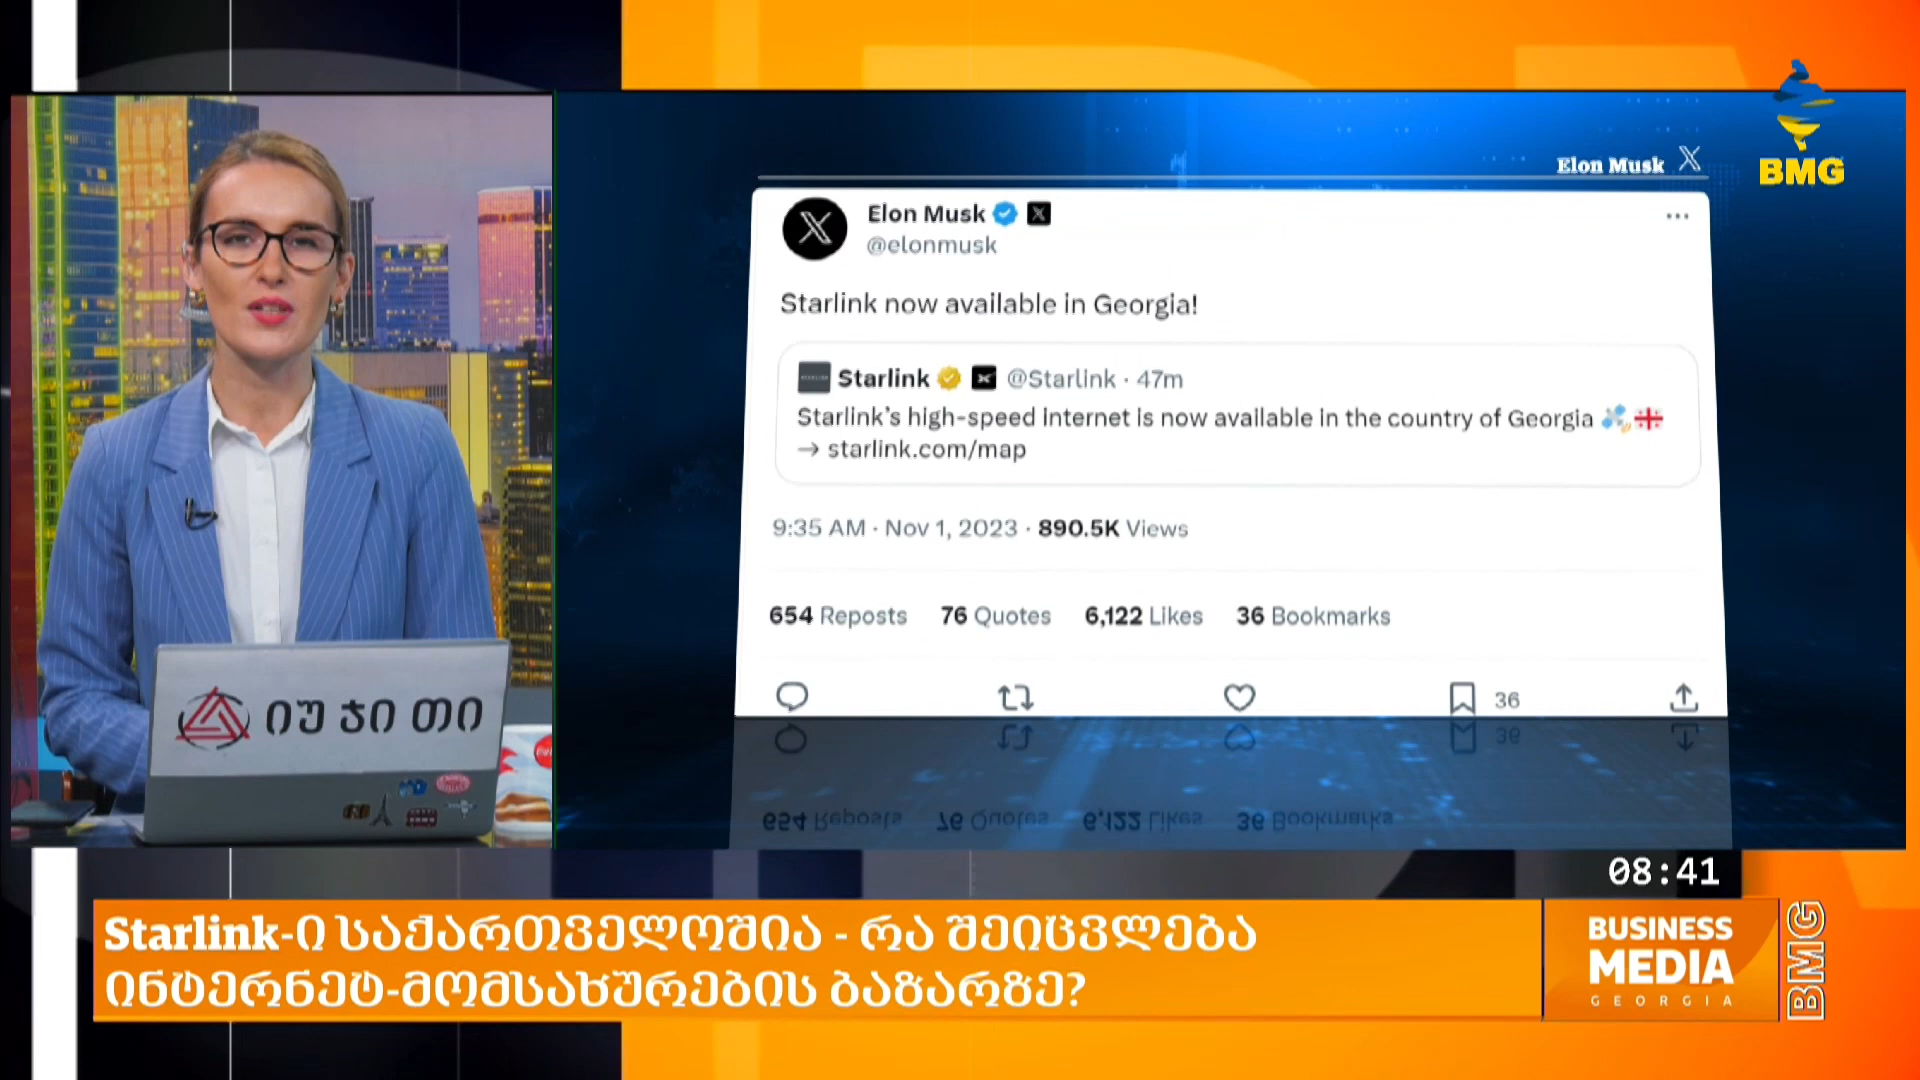 BMG
Elon Musk X
Elon Musk
@elonmusk
Starlink now available in Georgia!
Starlink @Starlink · 47m
Starlink's high-speed internet is now available in the country of Georgia
→ starlink.com/map
9:35 AM · Nov 1, 2023 · 890.5K Views
654 Reposts 76 Quotes 6,122 Likes 36 Bookmarks
36
იუ ჯი თი
08:41
Starlink-ი საქართველოშია - რა შეიცვლება
ინტერნეტ-მომსახურების ბაზარზე?
BUSINESS
MEDIA
GEORGIA
BMG